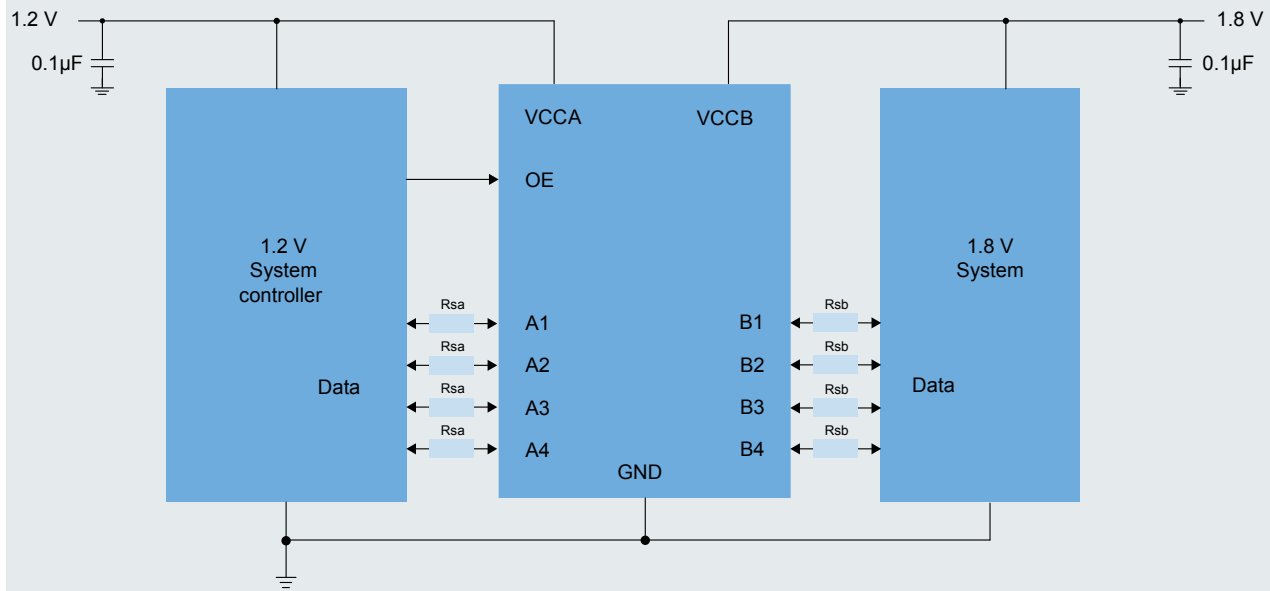 1.2 V
1.8 V
0.1µF
0.1µF
VCCA
VCCB
OE
1.2 V
System
controller
1.8 V
System
Rsa
Rsb
A1
B1
Rsa
Rsb
A2
B2
Data
Data
Rsa
Rsb
A3
B3
Rsa
Rsb
A4
B4
GND